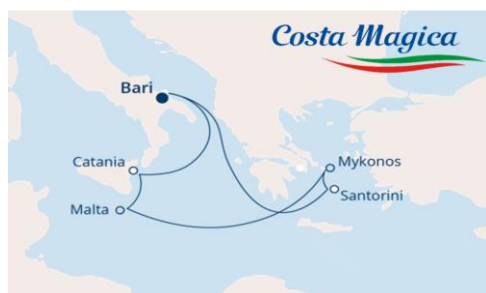 Costa Magica
Bari
Catania
Mykonos
Santorini
Malta